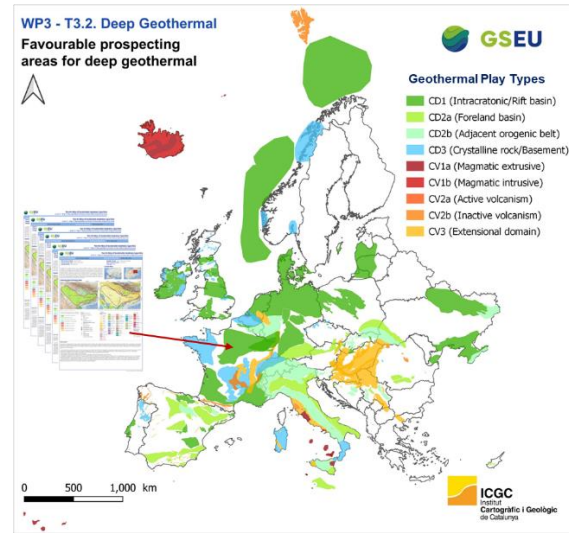 WP3 - T3.2. Deep Geothermal
Favourable prospecting
areas for deep geothermal
GSEU
Geothermal Play Types
CD1 (Intracratonic/Rift basin)
CD2a (Foreland basin)
CD2b (Adjacent orogenic belt)
CD3 (Crystalline rock/Basement)
CV1a (Magmatic extrusive)
CV1b (Magmatic intrusive)
CV2a (Active volcanism)
CV2b (Inactive volcanism)
CV3 (Extensional domain)
0 500 1,000 km
ICGC
Institut
Cartogràfic i Geològic
de Catalunya